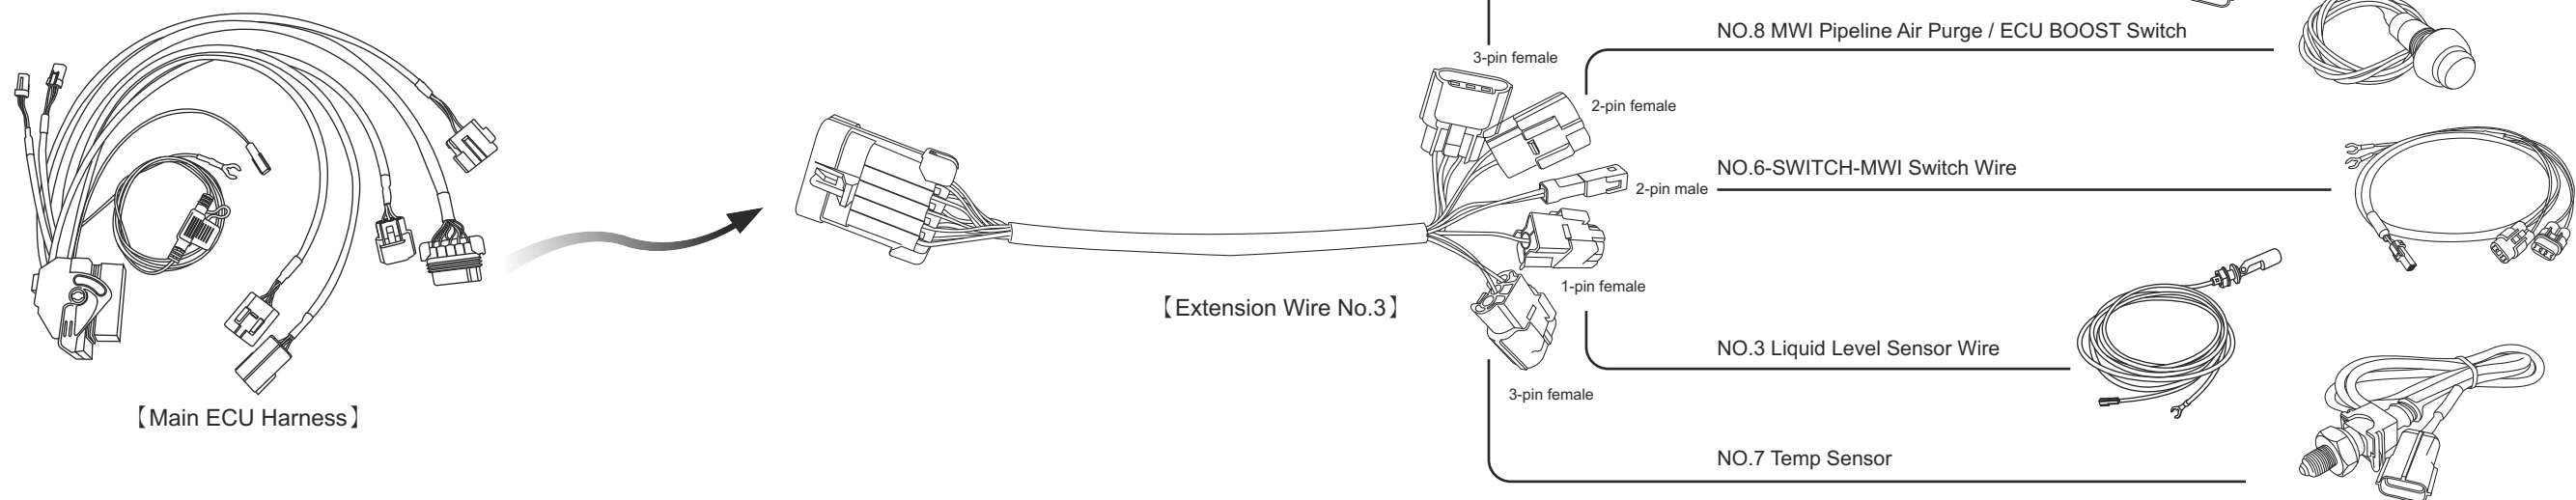 NO.8 MWI Pipeline Air Purge / ECU BOOST Switch
3-pin female
2-pin female
NO.6-SWITCH-MWI Switch Wire
2-pin male
1-pin female
【Extension Wire No.3】
NO.3 Liquid Level Sensor Wire
3-pin female
【Main ECU Harness】
NO.7 Temp Sensor